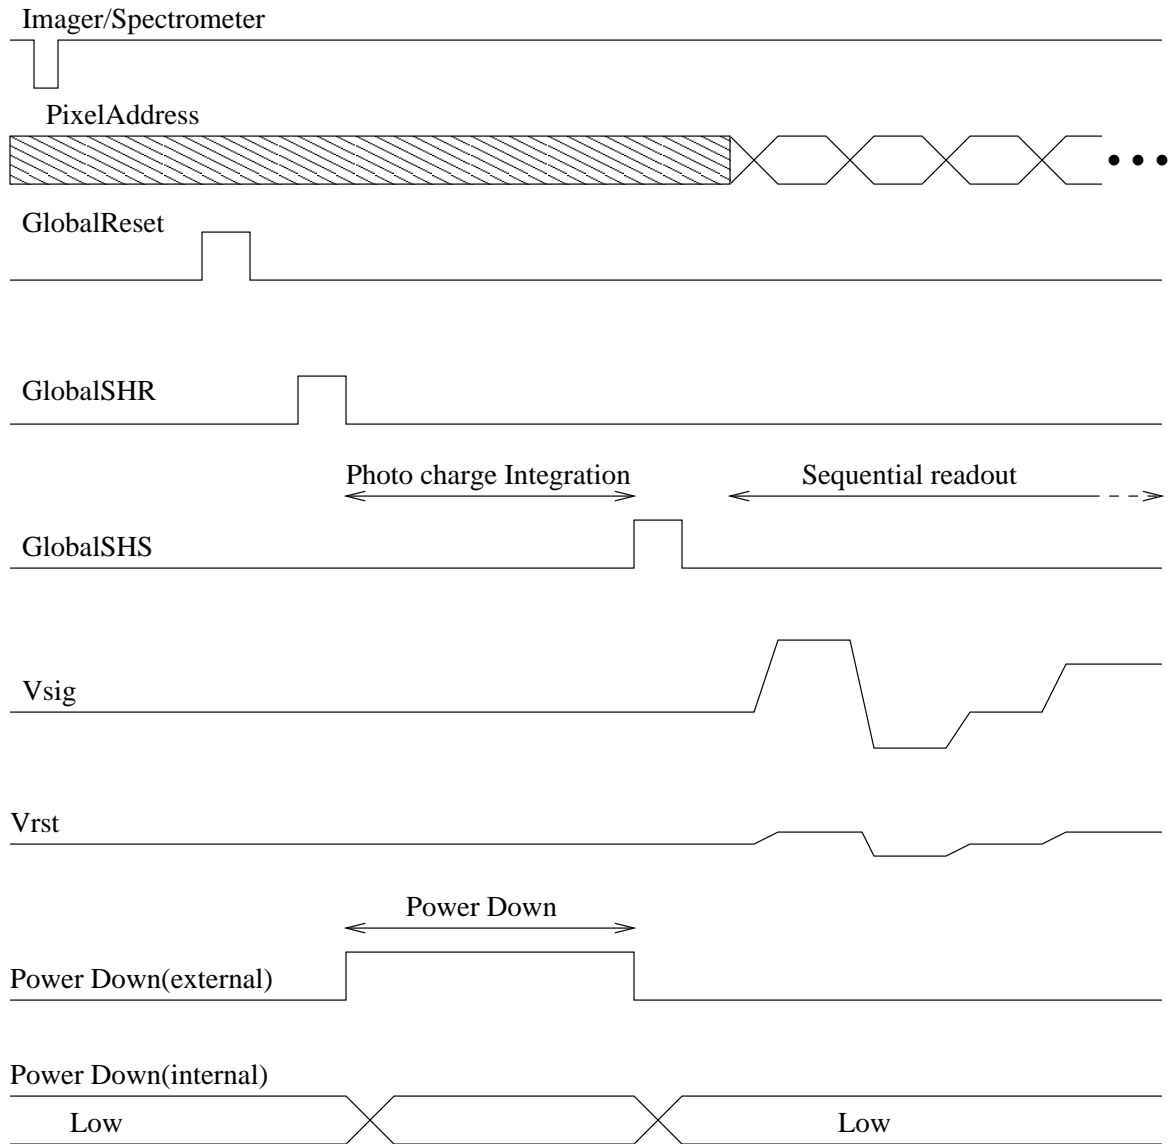 Imager/Spectrometer
PixelAddress
GlobalReset
GlobalSHR
Photo charge Integration
Sequential readout
GlobalSHS
Vsig
Vrst
Power Down
Power Down(external)
Power Down(internal)
Low
Low